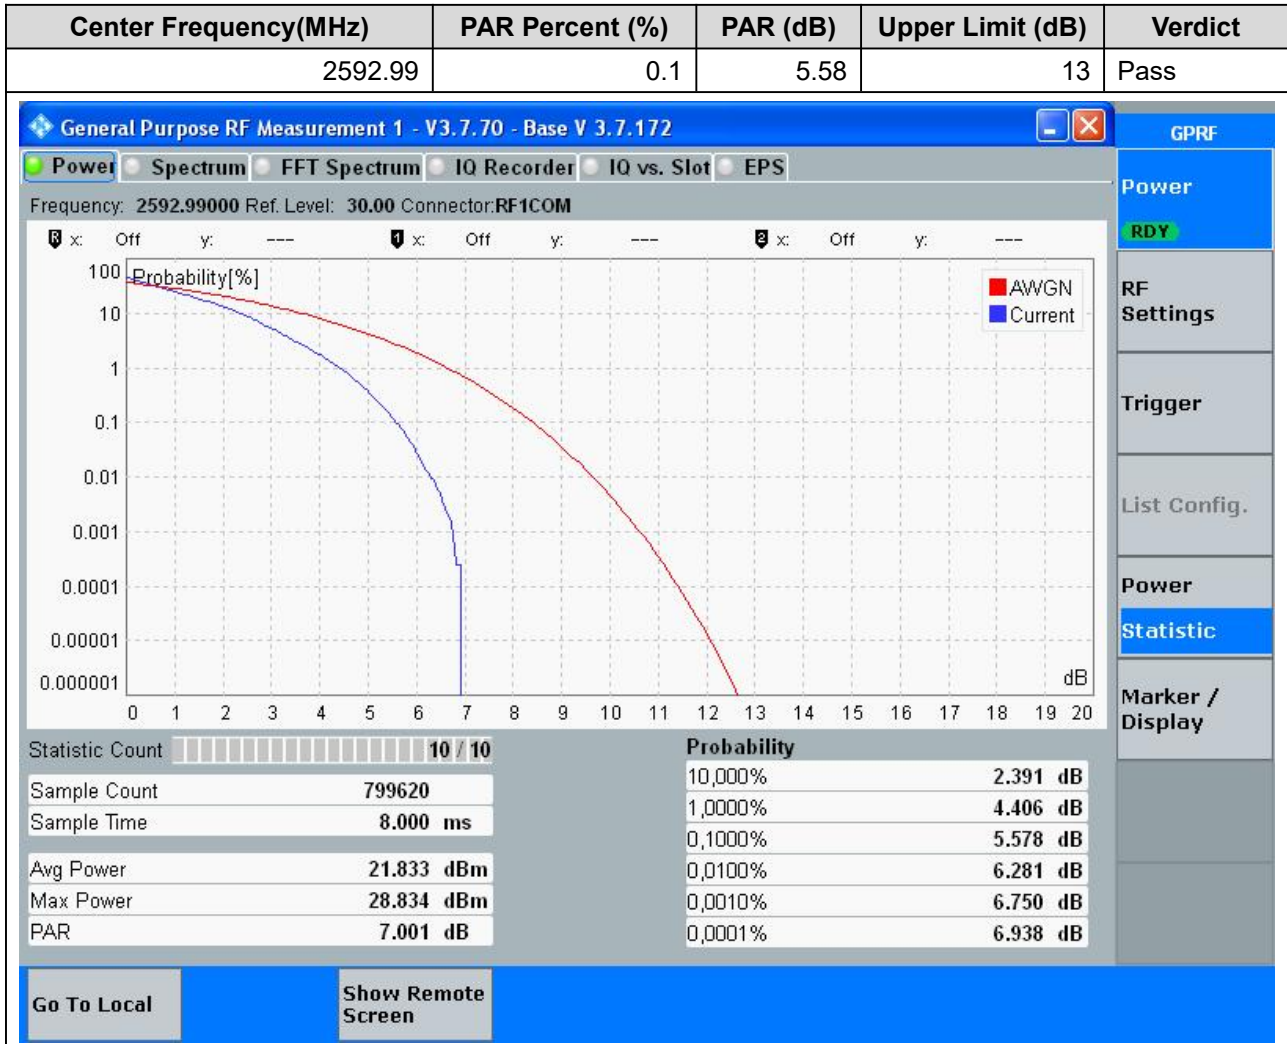 Center Frequency(MHz) PAR Percent (%) PAR (dB) Upper Limit (dB) Verdict
2592.99 0.1 5.58 13 Pass
General Purpose RF Measurement 1 - V3.7.70 - Base V 3.7.172
GPRF
Power Spectrum FFT Spectrum IQ Recorder IQ vs. Slot EPS
Frequency: 2592.99000 Ref. Level: 30.00 Connector:RF1COM
R x: Off y: --- 1 x: Off y: --- 2 x: Off y: ---
Probability[%]
AWGN
Current
100
10
1
0.1
0.01
0.001
0.0001
0.00001
0.000001
dB
0 1 2 3 4 5 6 7 8 9 10 11 12 13 14 15 16 17 18 19 20
Statistic Count 10 / 10
Sample Count 799620
Sample Time 8.000 ms
Avg Power 21.833 dBm
Max Power 28.834 dBm
PAR 7.001 dB
Probability
10,000% 2.391 dB
1,0000% 4.406 dB
0,1000% 5.578 dB
0,0100% 6.281 dB
0,0010% 6.750 dB
0,0001% 6.938 dB
Power
RDY
RF
Settings
Trigger
List Config.
Power
Statistic
Marker /
Display
Go To Local
Show Remote
Screen